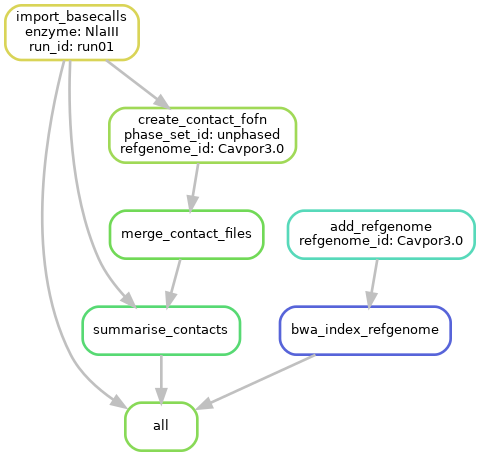 import_basecalls
enzyme: NlaIII
run_id: run01
create_contact_fofn
phase_set_id: unphased
refgenome_id: Cavpor3.0
merge_contact_files
add_refgenome
refgenome_id: Cavpor3.0
summarise_contacts
bwa_index_refgenome
all